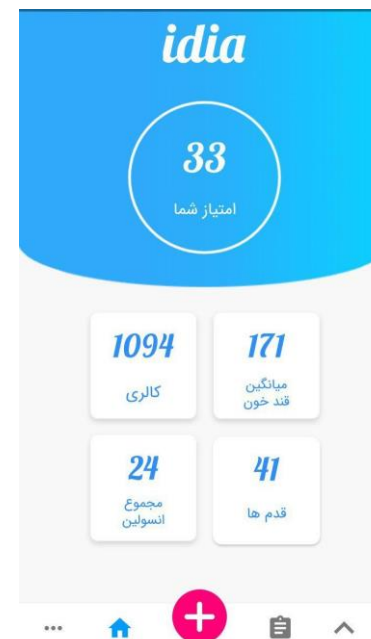 idia
33
امتیاز شما
171
میانگین
قند خون
1094
کالری
41
قدم ها
24
مجموع
انسولین